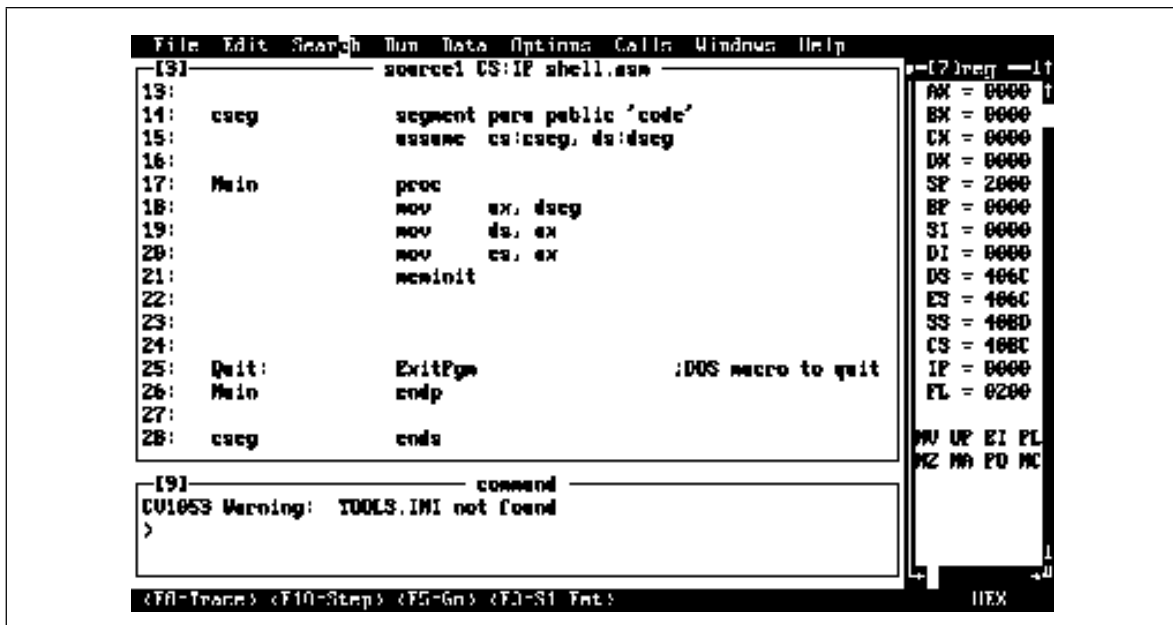 File Edit Search Run Data Options Calls Windows Help
[3] source1 CS:IP shell.asm
13:
14: cseg segment para public 'code'
15: assume cs:cseg, ds:dseg
16:
17: Main proc
18: mov ax, dseg
19: mov ds, ax
20: mov es, ax
21: meminit
22:
23:
24:
25: Quit: ExitPgm ;DOS macro to quit
26: Main endp
27:
28: cseg ends
[9] command
CV1053 Warning: TOOLS.INI not found
>
[7]reg
AX = 0000
BX = 0000
CX = 0000
DX = 0000
SP = 2000
BP = 0000
SI = 0000
DI = 0000
DS = 406C
ES = 406C
SS = 40BD
CS = 40BC
IP = 0000
FL = 0200
NV UP EI PL
NZ NA PO NC
<F8=Trace> <F10=Step> <F5=Go> <F3=S1 Fmt> HEX